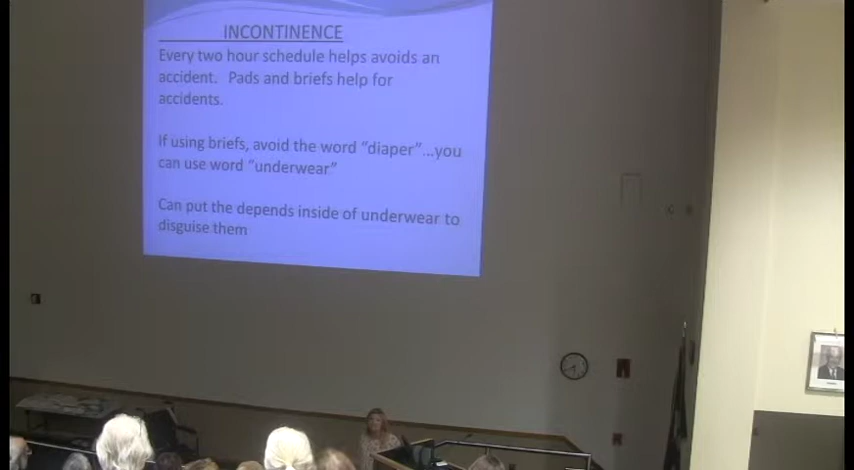 INCONTINENCE
Every two hour schedule helps avoids an
accident. Pads and briefs help for
accidents.
If using briefs, avoid the word “diaper”...you
can use word “underwear”
Can put the depends inside of underwear to
disguise them